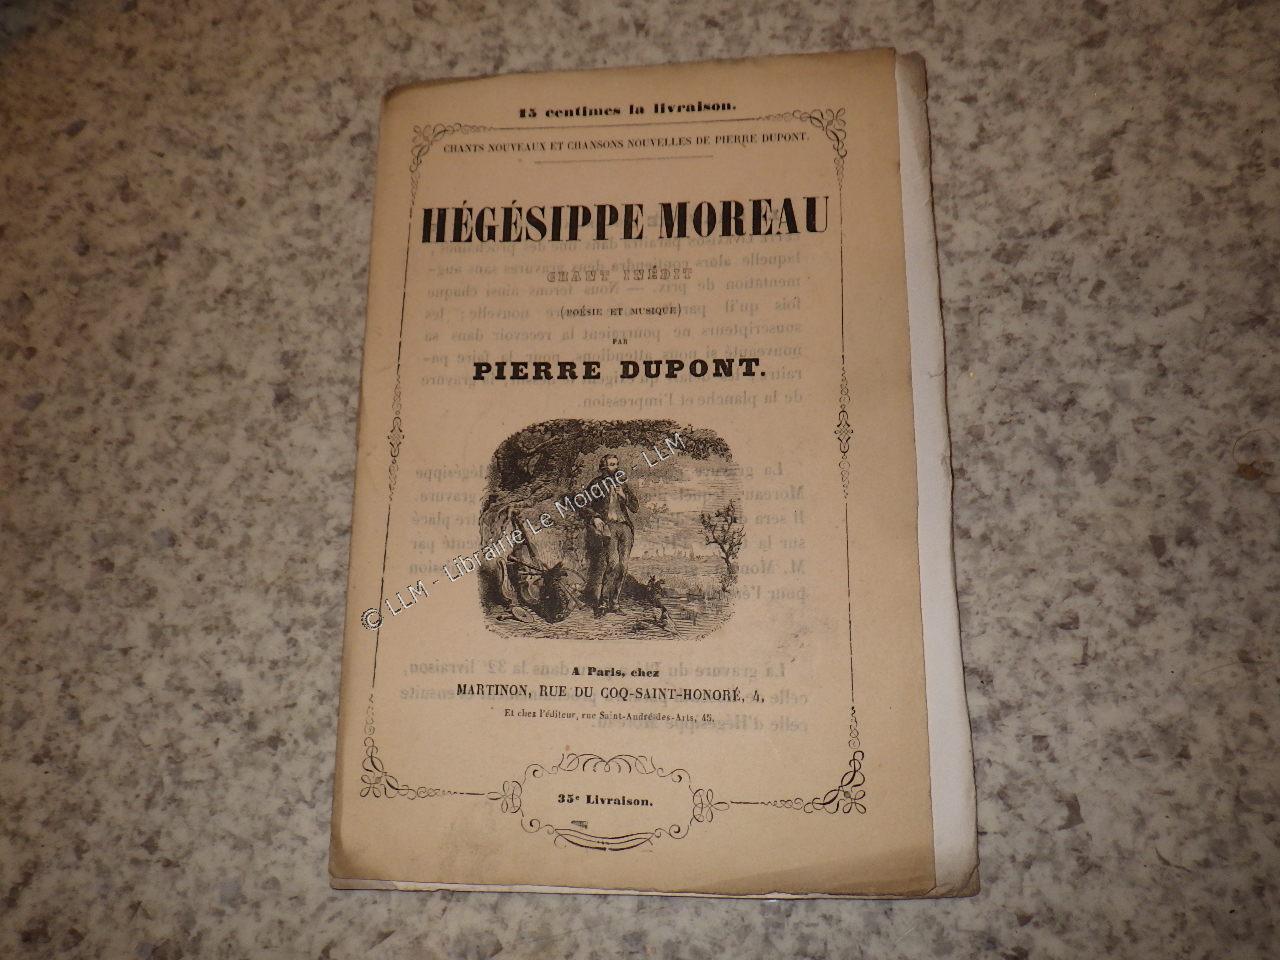 15 centimes la livraison.
CHANTS NOUVEAUX ET CHANSONS NOUVELLES DE PIERRE DUPONT.
HÉGÉSIPPE MOREAU
CHANT INÉDIT
(POÉSIE ET MUSIQUE)
PAR
PIERRE DUPONT.
© LLM - Librairie Le Moigne - LLM
A Paris, chez
MARTINON, RUE DU COQ-SAINT-HONORÉ, 4,
Et chez l'éditeur, rue Saint-André-des-Arts, 45.
35e Livraison.